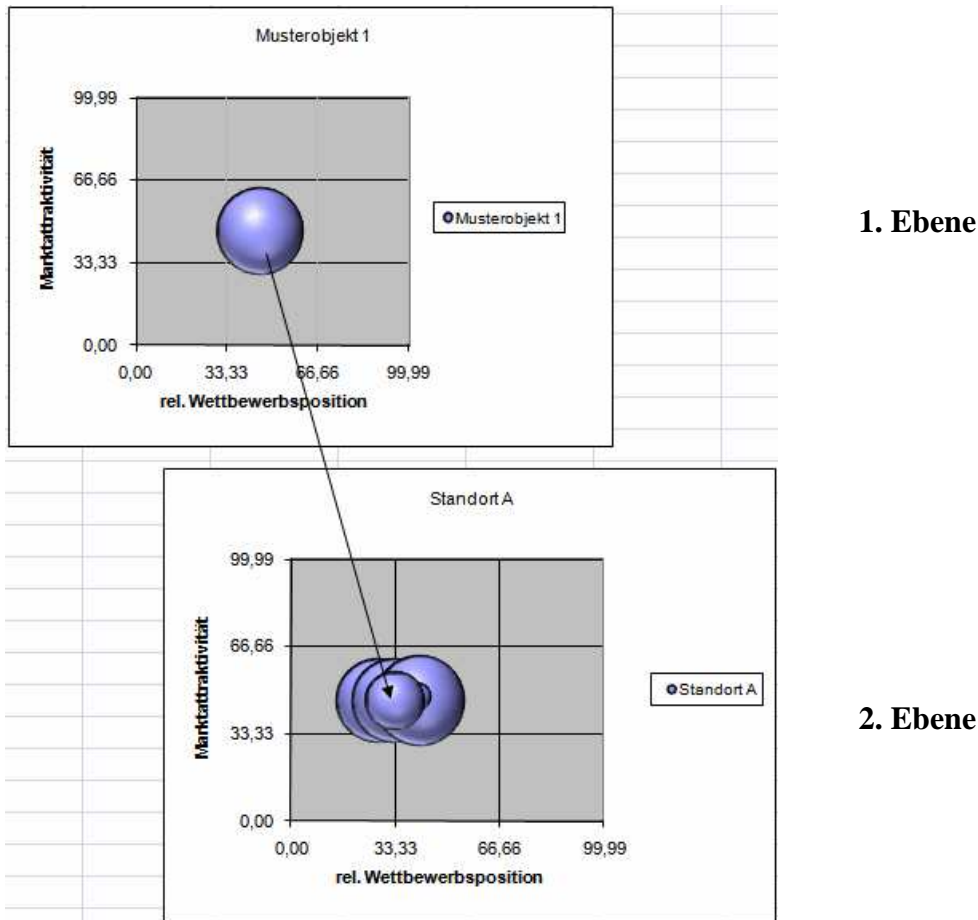 Musterobjekt 1
99,99
66,66
33,33
0,00
Marktattraktivität
0,00 33,33 66,66 99,99
rel. Wettbewerbsposition
Musterobjekt 1
1. Ebene
Standort A
99,99
66,66
33,33
0,00
Marktattraktivität
0,00 33,33 66,66 99,99
rel. Wettbewerbsposition
Standort A
2. Ebene